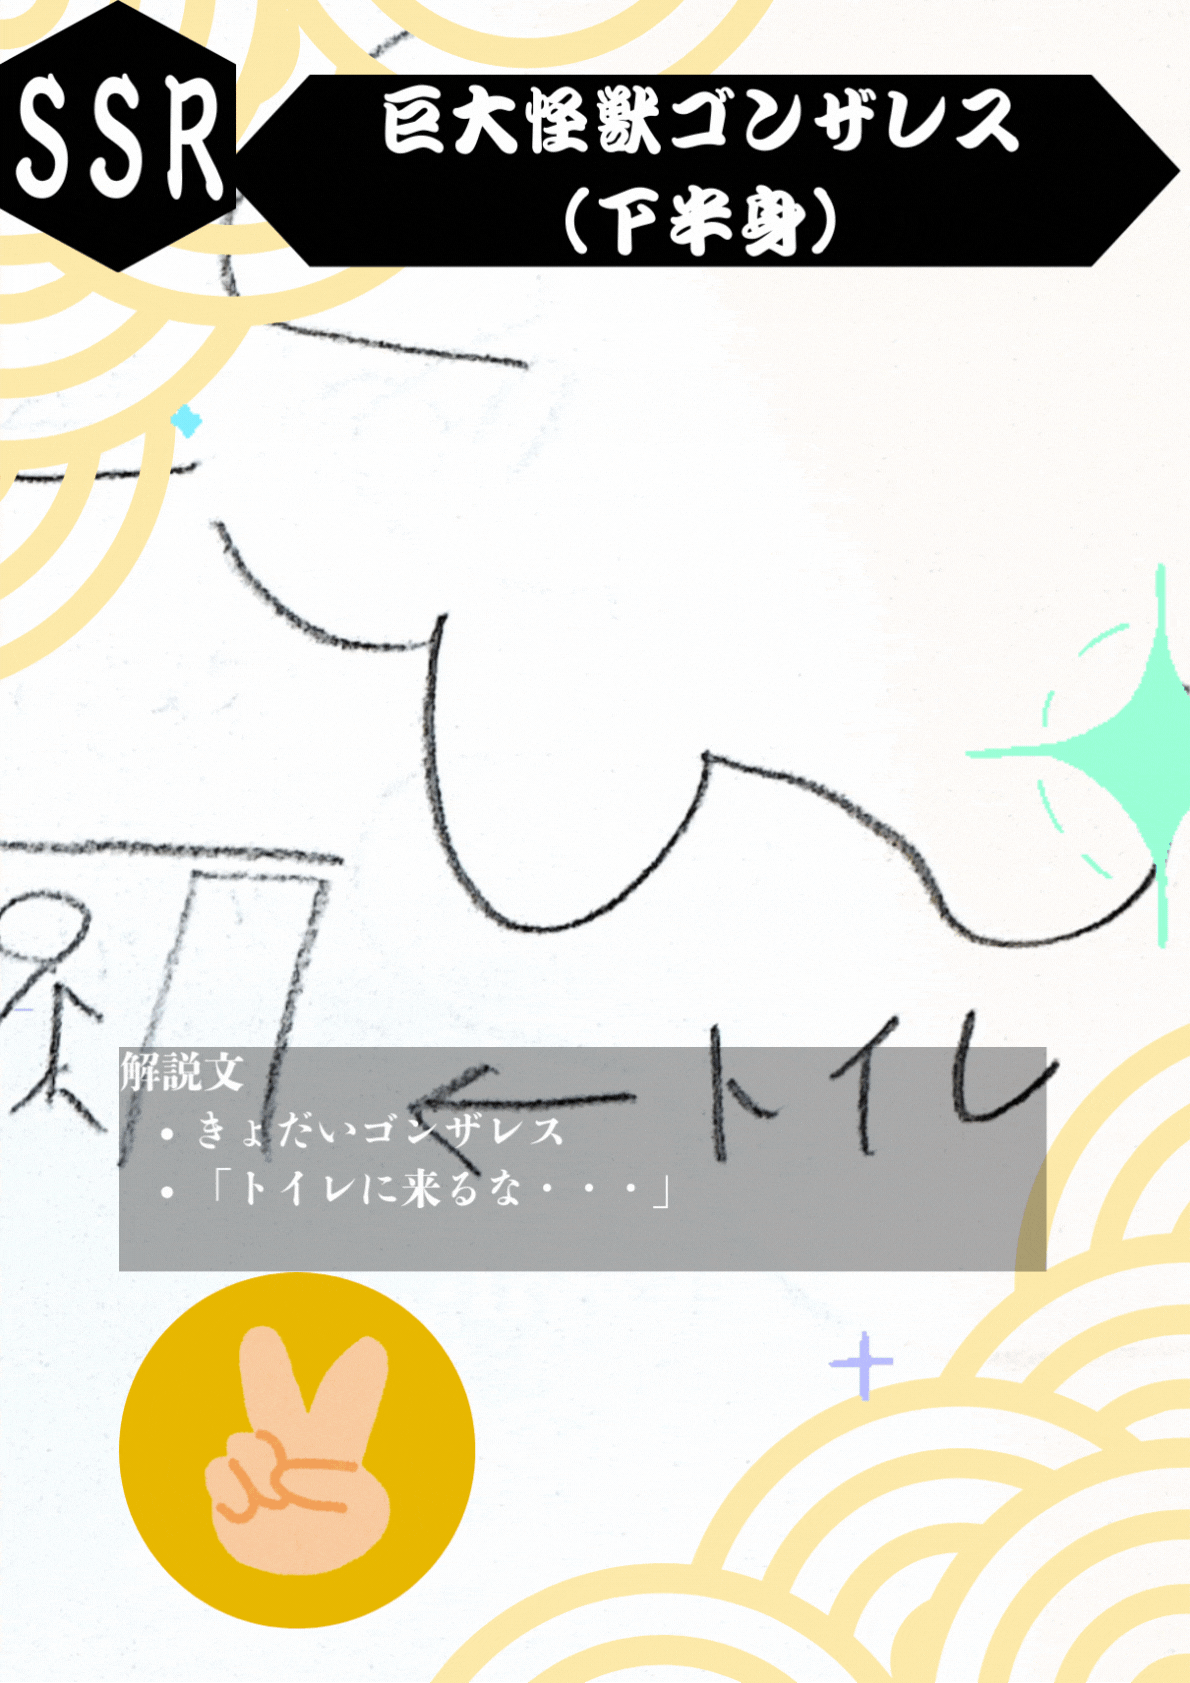 SSR
巨大怪獣ゴンザレス
(下半身)
←トイレ
解説文
• きょだいゴンザレス
• 「トイレに来るな・・・」